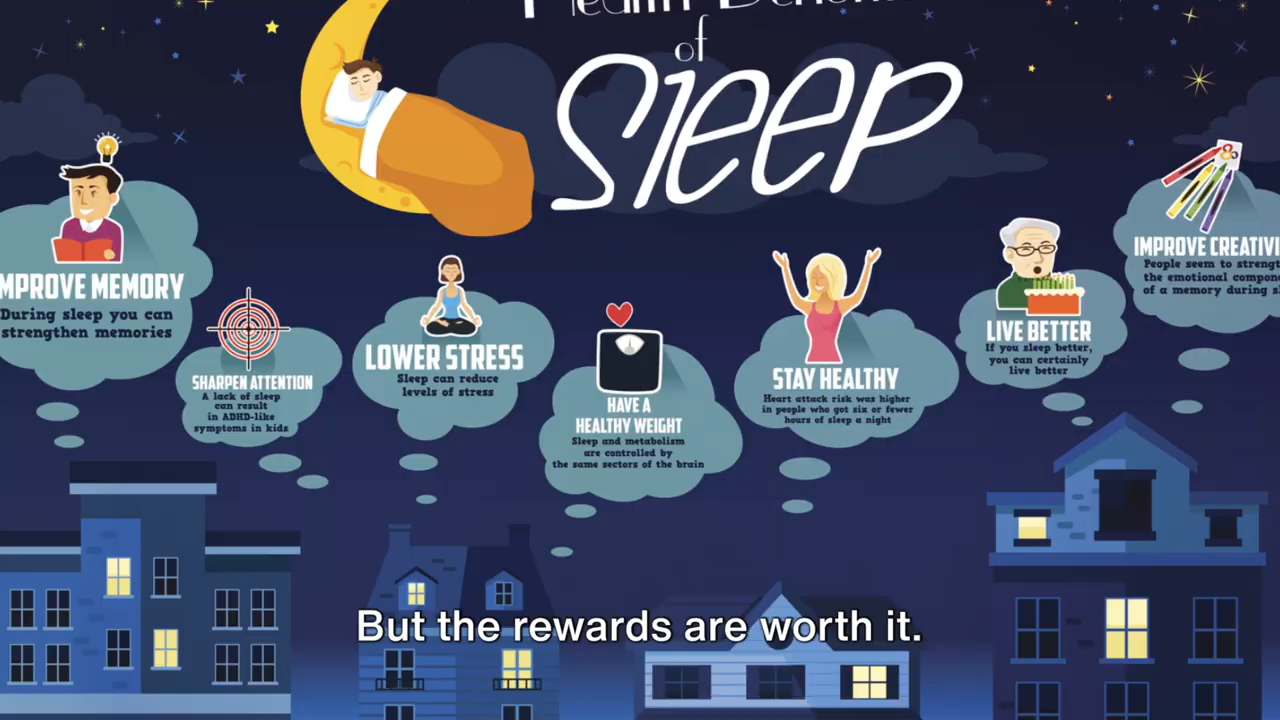 of
Sleep
MPROVE MEMORY
During sleep you can
strengthen memories
SHARPEN ATTENTION
A lack of sleep
can result
in ADHD-like
symptoms in kids
LOWER STRESS
Sleep can reduce
levels of stress
HAVE A
HEALTHY WEIGHT
Sleep and metabolism
are controlled by
the same sectors of the brain
STAY HEALTHY
Heart attack risk was higher
in people who got six or fewer
hours of sleep a night
LIVE BETTER
If you sleep better,
you can certainly
live better
IMPROVE CREATIVI
People seem to strengt
the emotional compon
of a memory during sl
But the rewards are worth it.